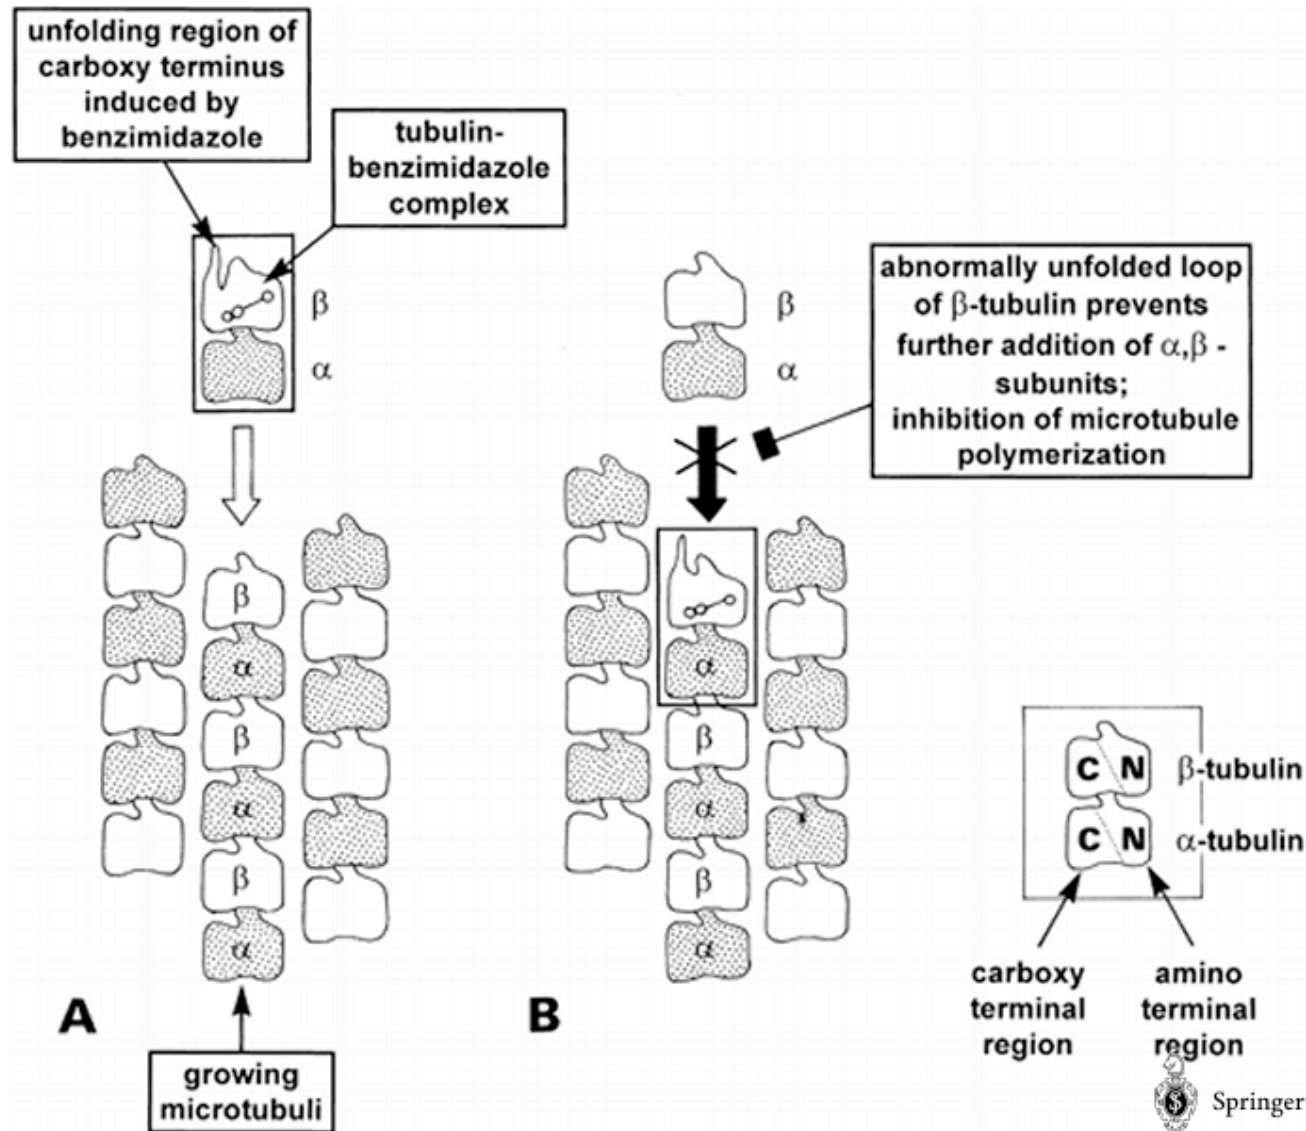 unfolding region of
carboxy terminus
induced by
benzimidazole
tubulin-
benzimidazole
complex
β
α
β
α
abnormally unfolded loop
of β-tubulin prevents
further addition of α,β -
subunits;
inhibition of microtubule
polymerization
β
α
β
α
β
α
α
β
α
β
α
C N β-tubulin
C N α-tubulin
carboxy
terminal
region
amino
terminal
region
A
B
growing
microtubuli
Springer